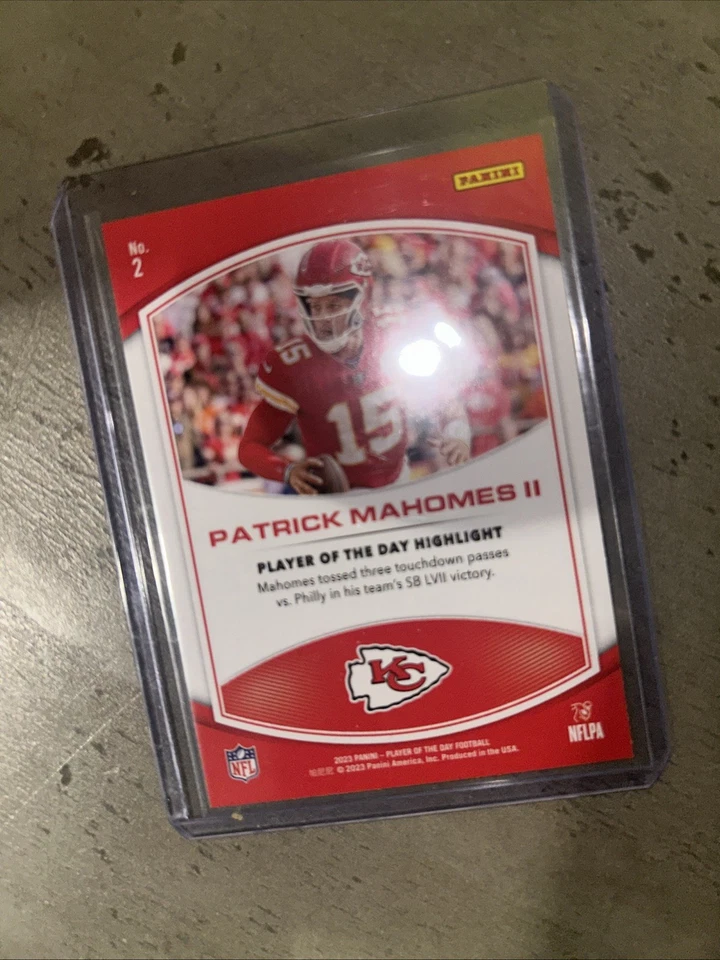 PANINI
No.
2
15
15
PATRICK MAHOMES II
PLAYER OF THE DAY HIGHLIGHT
Mahomes tossed three touchdown passes
vs. Philly in his team's SB LVII victory.
KC
NFL
NFLPA
2023 PANINI – PLAYER OF THE DAY FOOTBALL
© 2023 Panini America, Inc. Produced in the USA.